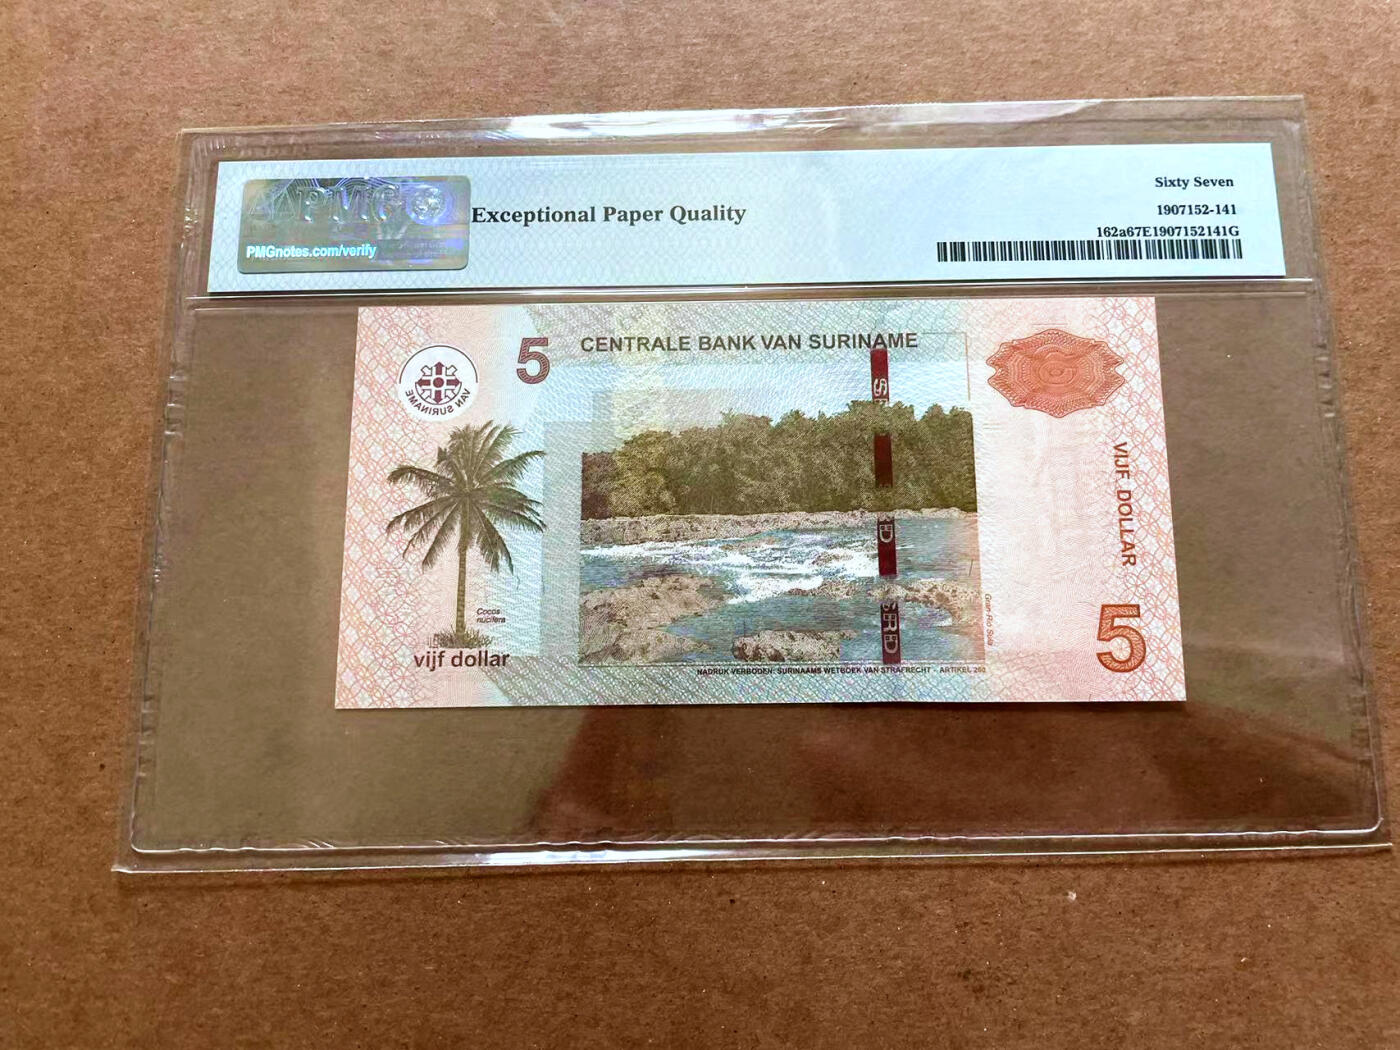 PMG
PMGnotes.com/verify
Exceptional Paper Quality
Sixty Seven
1907152-141
162a67E1907152141G
5
CENTRALE BANK VAN SURINAME
VAN SURINAME
VIJF DOLLAR
5
Cocos
nucifera
vijf dollar
Gran Rio Sula
SRD
NADRUK VERBODEN: SURINAAMS WETBOEK VAN STRAFRECHT - ARTIKEL 260